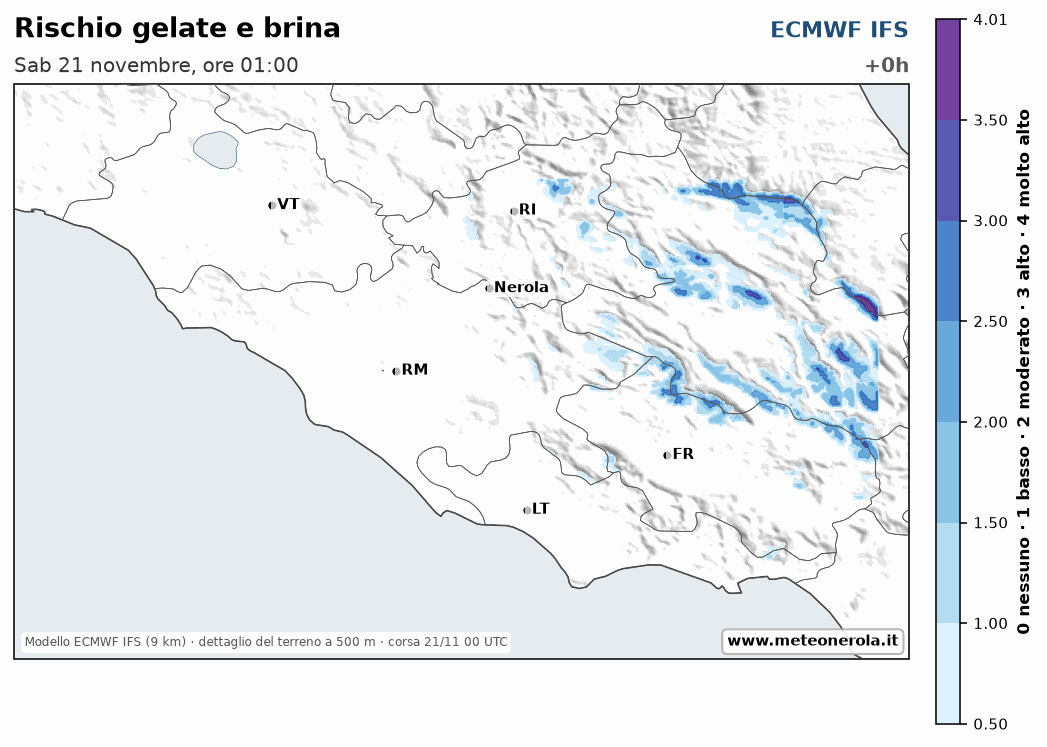 Rischio gelate e brina
ECMWF IFS
Sab 21 novembre, ore 01:00
+0h
VT
RI
Nerola
RM
FR
LT
Modello ECMWF IFS (9 km) · dettaglio del terreno a 500 m · corsa 21/11 00 UTC
www.meteonerola.it
4.01
3.50
3.00
2.50
2.00
1.50
1.00
0.50
0 nessuno · 1 basso · 2 moderato · 3 alto · 4 molto alto